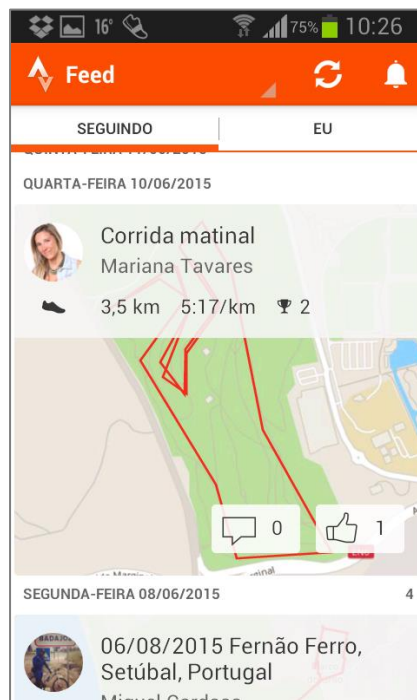 16° 75% 10:26
Feed
SEGUINDO EU
QUARTA-FEIRA 10/06/2015
Corrida matinal
Mariana Tavares
3,5 km 5:17/km 2
0 1
SEGUNDA-FEIRA 08/06/2015 4
BADAJOZ
06/08/2015 Fernão Ferro,
Setúbal, Portugal